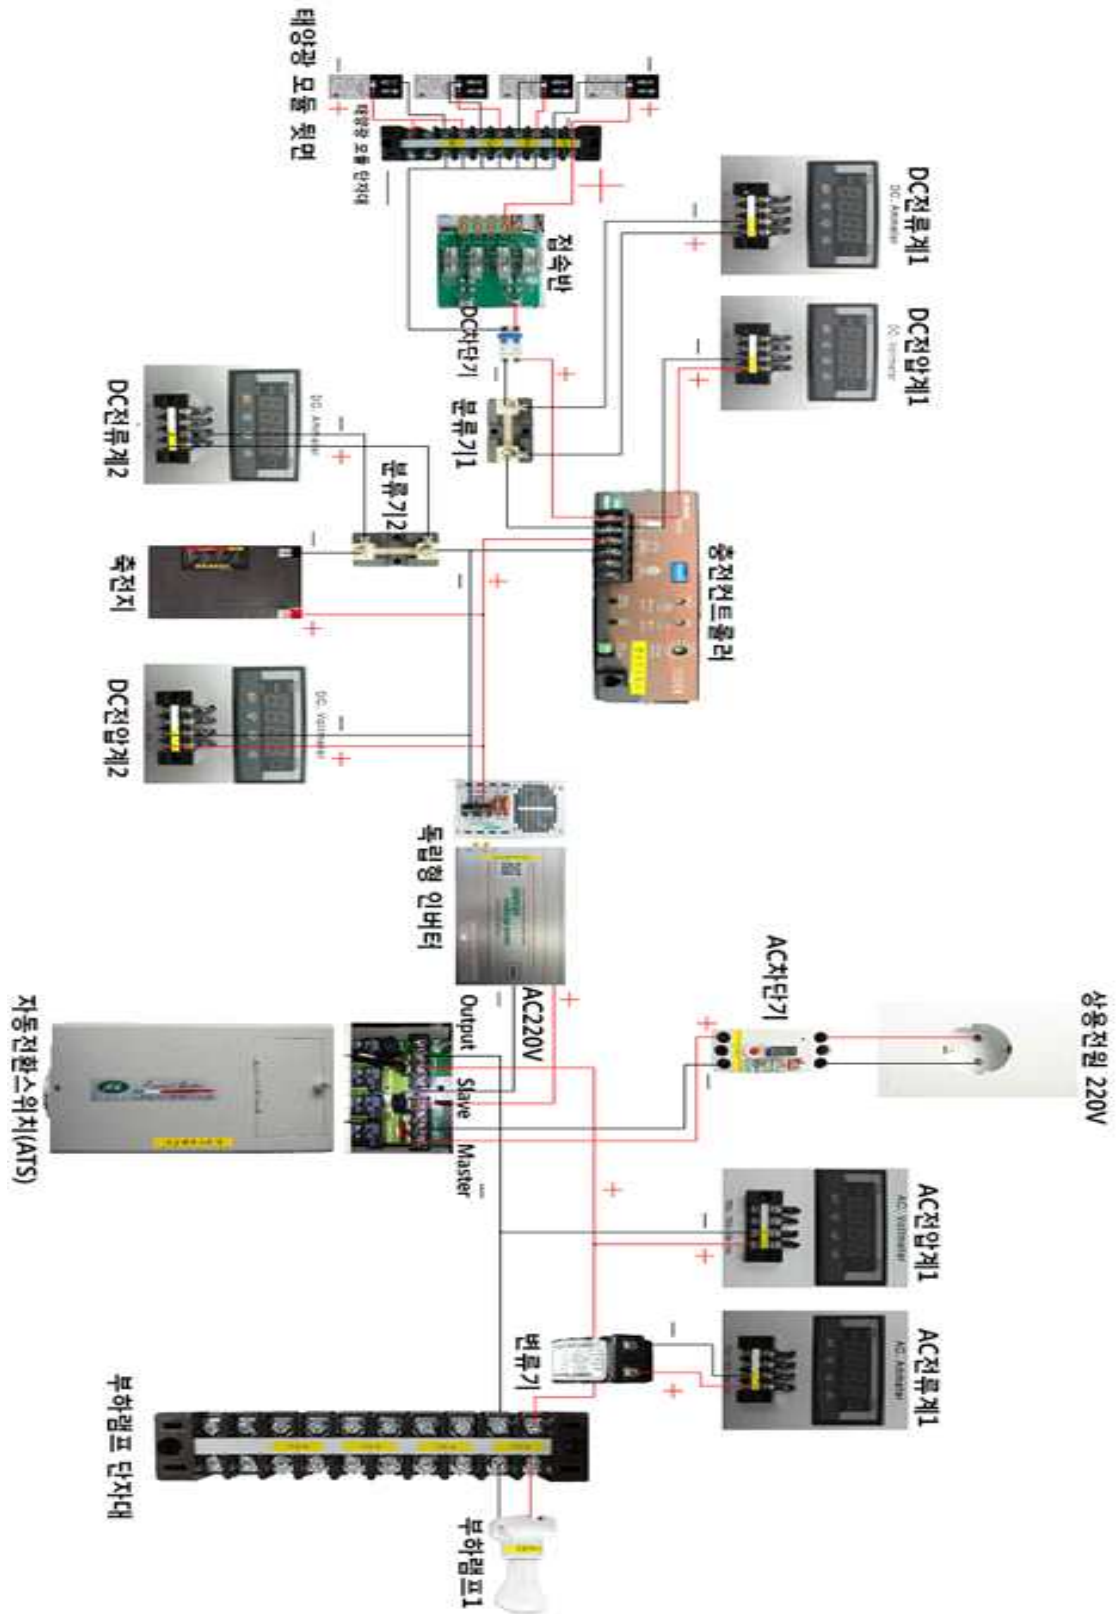 태양광 모듈 뒷면
태양광 모듈 단자대
접속반
DC차단기
분류기1
DC전류계1
DC. Ammeter
DC전압계1
DC. Voltmeter
충전컨트롤러
DC전류계2
DC. Ammeter
분류기2
축전지
DC전압계2
DC. Voltmeter
독립형 인버터
AC220V
AC차단기
상용전원 220V
Output
Slave
Master
자동전환스위치(ATS)
AC전압계1
AC. Voltmeter
AC전류계1
AC. Ammeter
변류기
부하램프 단자대
부하램프1